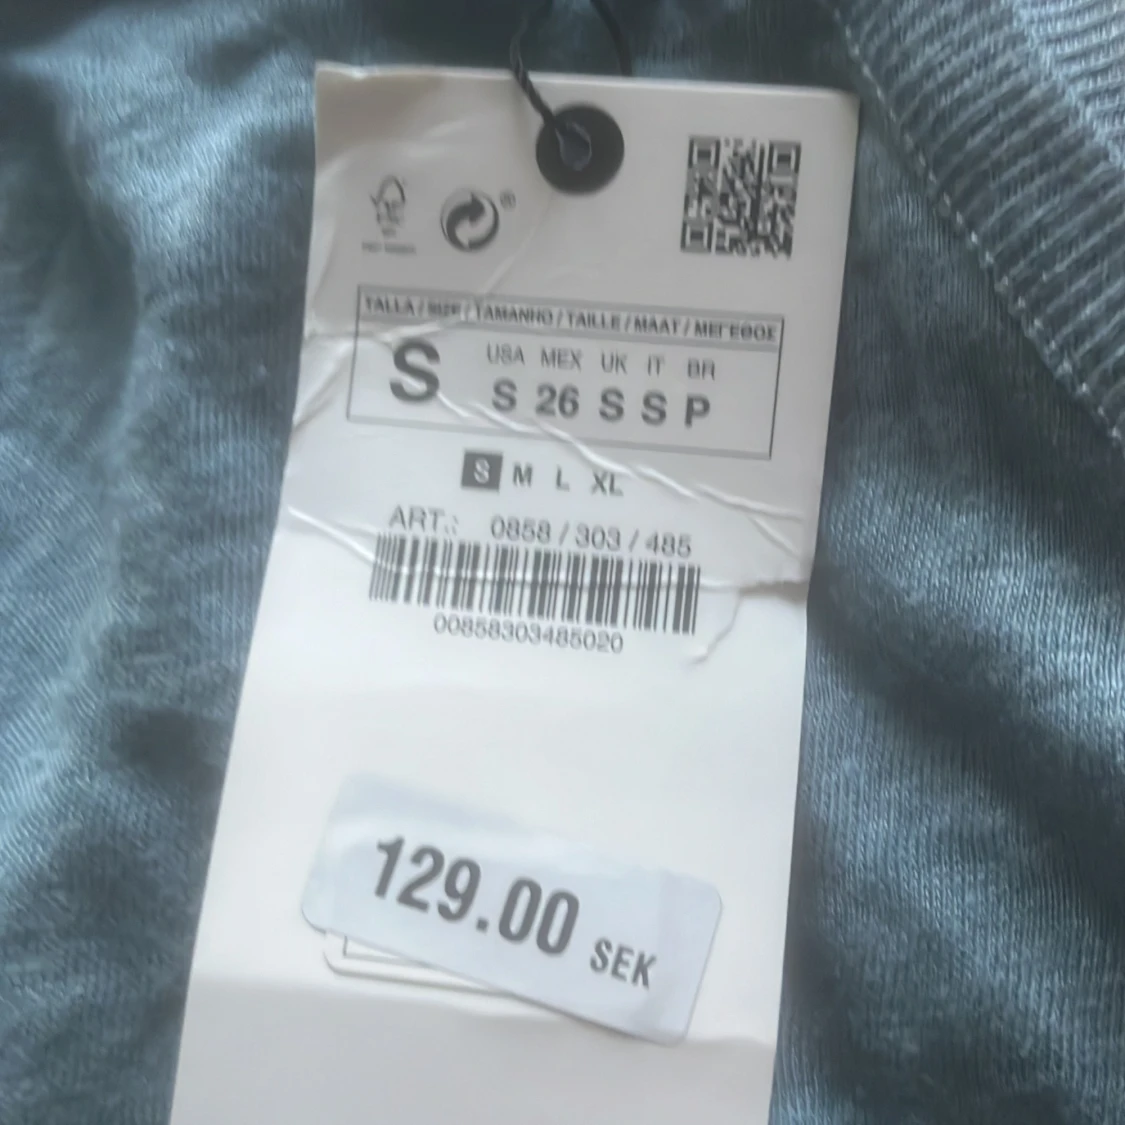 ®
TALLA / SIZE / TAMANHO / TAILLE / MAAT / ΜΕΓΕΘΟΣ
S
USA MEX UK IT BR
S 26 S S P
S M L XL
ART.: 0858 / 303 / 485
00858303485020
129.00 SEK